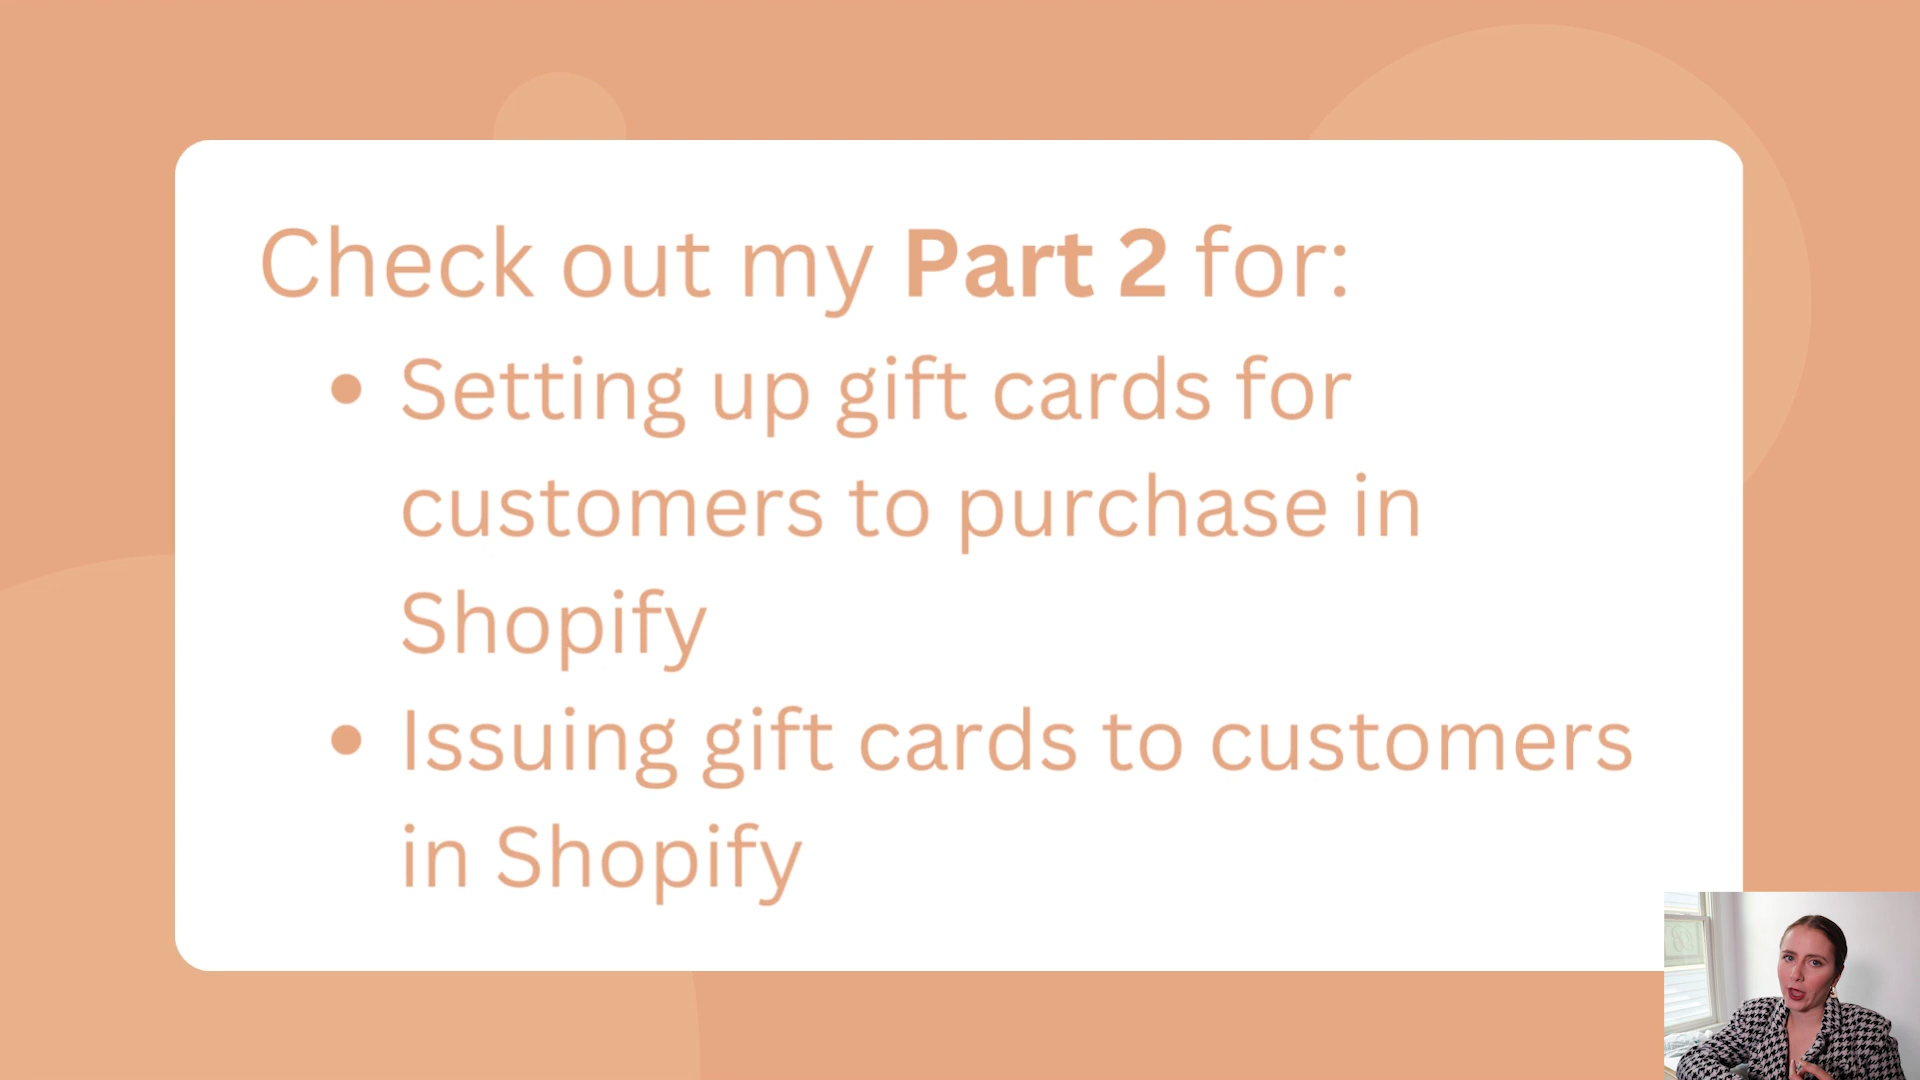 Check out my Part 2 for:
• Setting up gift cards for
customers to purchase in
Shopify
• Issuing gift cards to customers
in Shopify